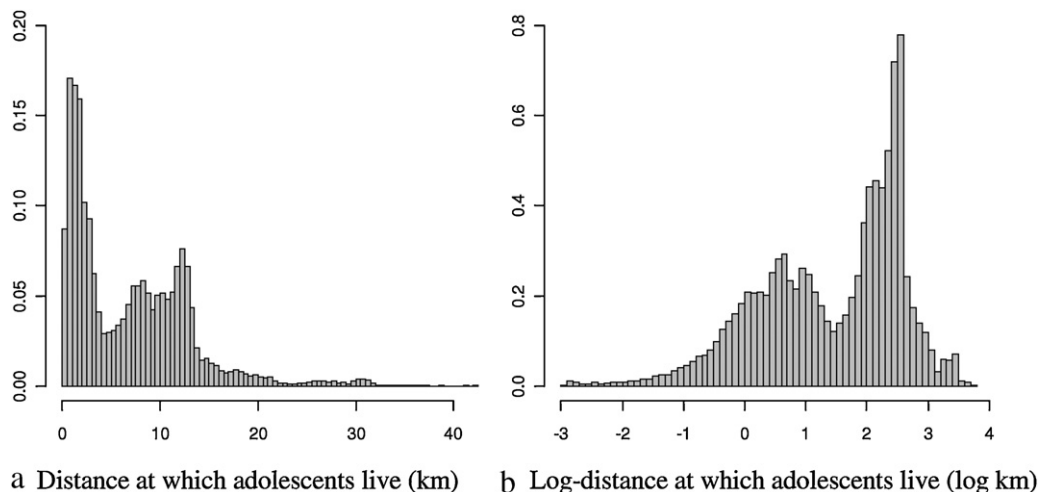 0.20
0.15
0.10
0.05
0.00
0 10 20 30 40
a Distance at which adolescents live (km)
0.8
0.6
0.4
0.2
0.0
-3 -2 -1 0 1 2 3 4
b Log-distance at which adolescents live (log km)